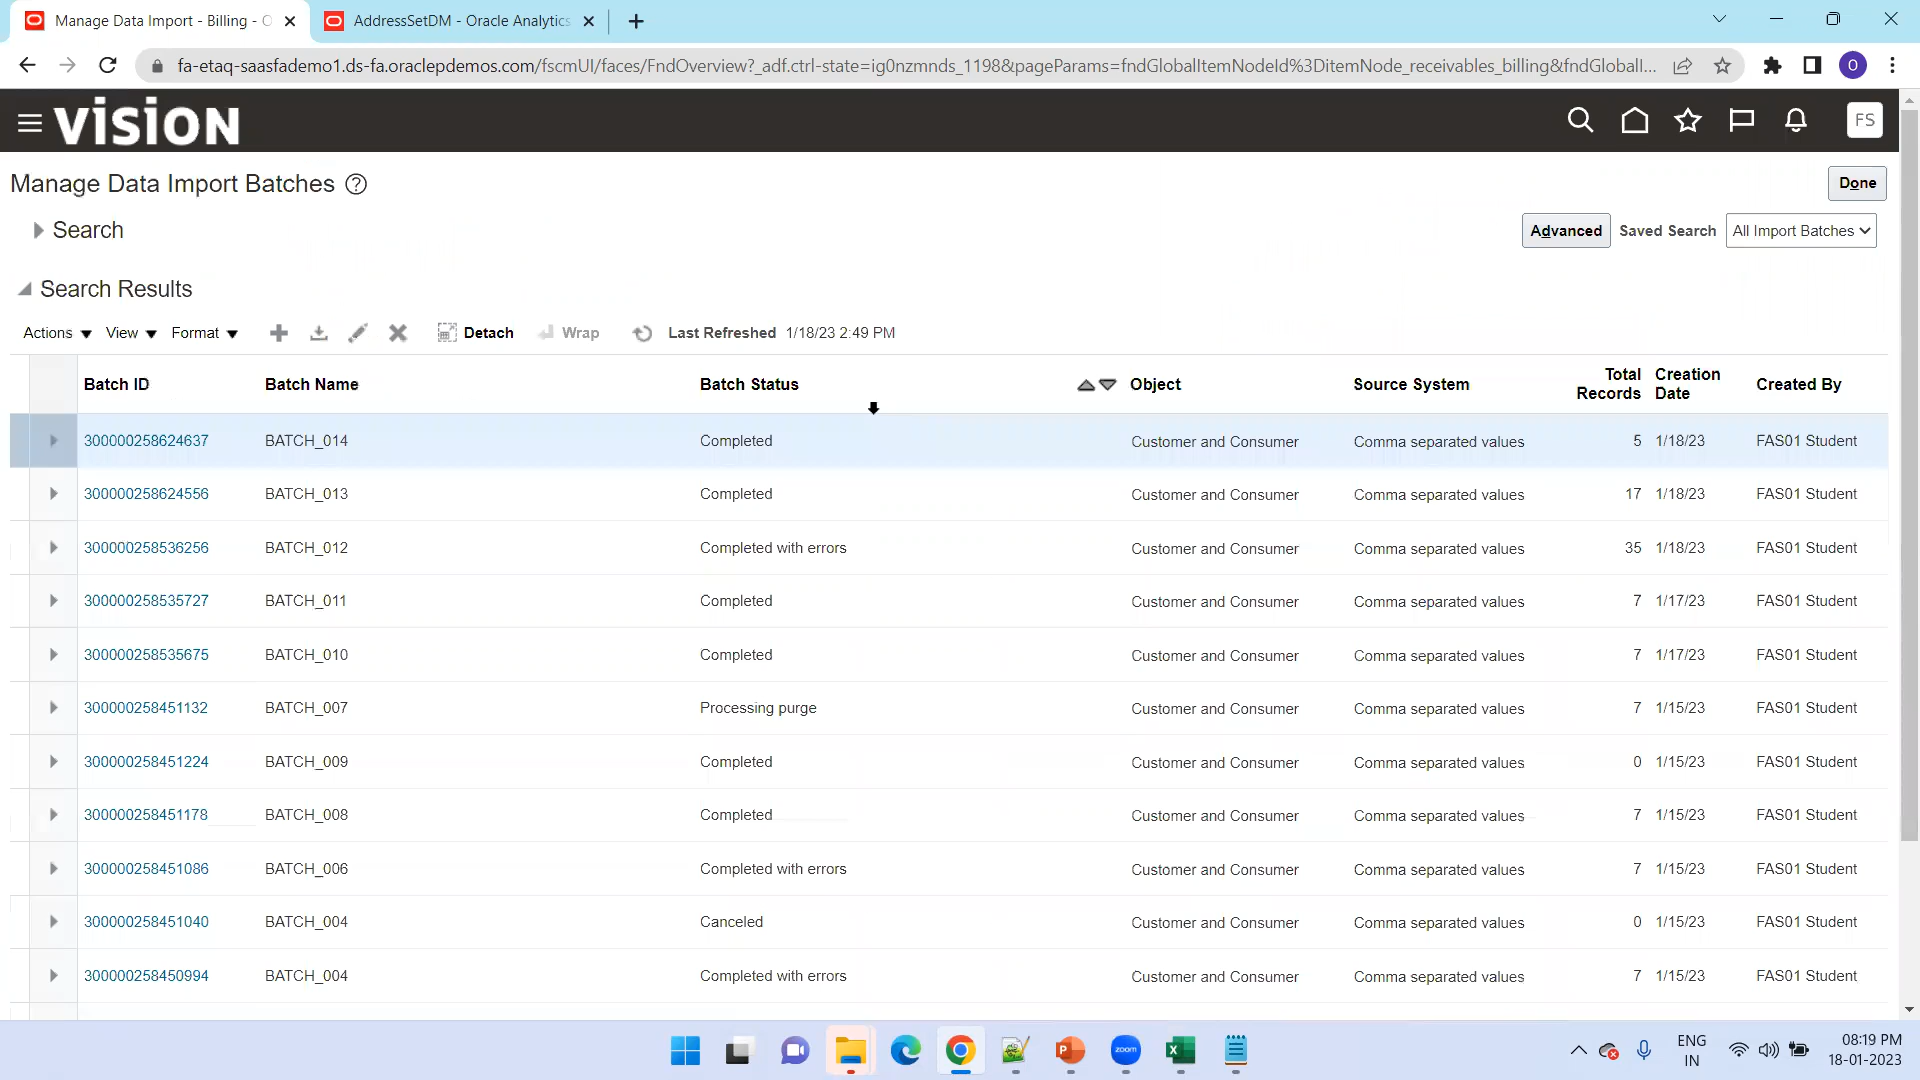 Manage Data Import - Billing - O
AddressSetDM - Oracle Analytics
fa-etaq-saasfademo1.ds-fa.oraclepdemos.com/fscmUI/faces/FndOverview?_adf.ctrl-state=ig0nzmnds_1198&pageParams=fndGlobalItemNodeId%3DitemNode_receivables_billing&fndGlobalI...
O
vision
FS
Manage Data Import Batches
Done
Search
Advanced Saved Search All Import Batches
Search Results
Actions View Format Detach Wrap Last Refreshed 1/18/23 2:49 PM
Batch ID Batch Name Batch Status Object Source System Total Records Creation Date Created By
300000258624637 BATCH_014 Completed Customer and Consumer Comma separated values 5 1/18/23 FAS01 Student
300000258624556 BATCH_013 Completed Customer and Consumer Comma separated values 17 1/18/23 FAS01 Student
300000258536256 BATCH_012 Completed with errors Customer and Consumer Comma separated values 35 1/18/23 FAS01 Student
300000258535727 BATCH_011 Completed Customer and Consumer Comma separated values 7 1/17/23 FAS01 Student
300000258535675 BATCH_010 Completed Customer and Consumer Comma separated values 7 1/17/23 FAS01 Student
300000258451132 BATCH_007 Processing purge Customer and Consumer Comma separated values 7 1/15/23 FAS01 Student
300000258451224 BATCH_009 Completed Customer and Consumer Comma separated values 0 1/15/23 FAS01 Student
300000258451178 BATCH_008 Completed Customer and Consumer Comma separated values 7 1/15/23 FAS01 Student
300000258451086 BATCH_006 Completed with errors Customer and Consumer Comma separated values 7 1/15/23 FAS01 Student
300000258451040 BATCH_004 Canceled Customer and Consumer Comma separated values 0 1/15/23 FAS01 Student
300000258450994 BATCH_004 Completed with errors Customer and Consumer Comma separated values 7 1/15/23 FAS01 Student
zoom
ENG
IN
08:19 PM
18-01-2023